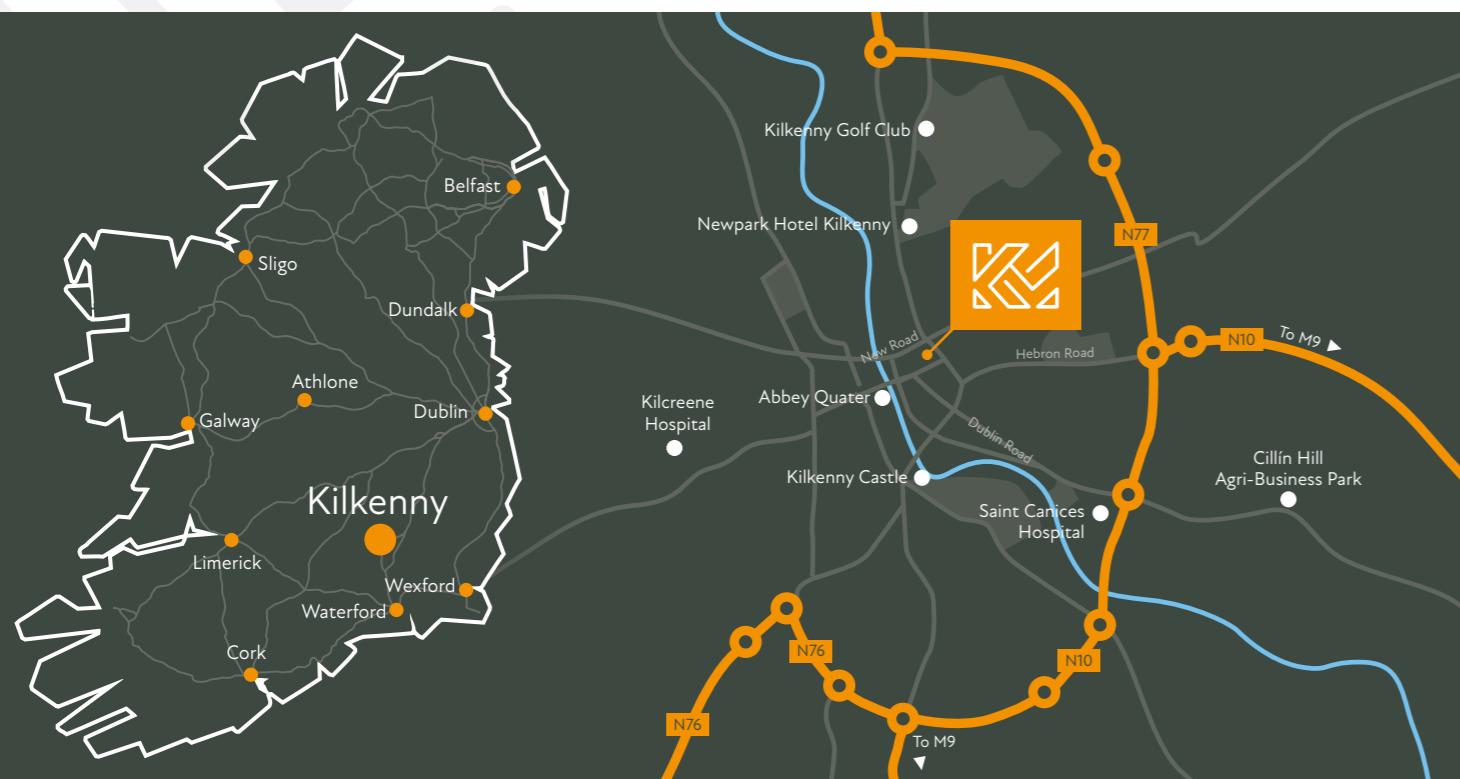 Belfast
Sligo
Dundalk
Athlone
Galway
Dublin
Kilkenny
Limerick
Wexford
Waterford
Cork
Kilkenny Golf Club
Newpark Hotel Kilkenny
N77
New Road
Hebron Road
N10
To M9
Abbey Quater
Kilcreene
Hospital
Dublin Road
Kilkenny Castle
Cillín Hill
Agri-Business Park
Saint Canices
Hospital
N76
N10
N76
To M9